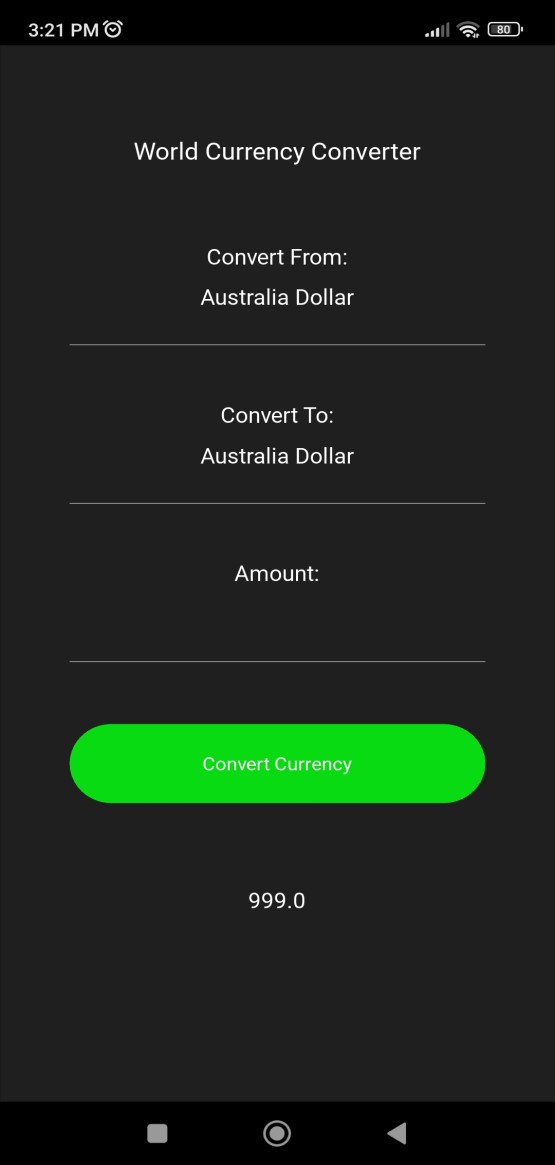 3:21 PM
80
World Currency Converter
Convert From:
Australia Dollar
Convert To:
Australia Dollar
Amount:
Convert Currency
999.0